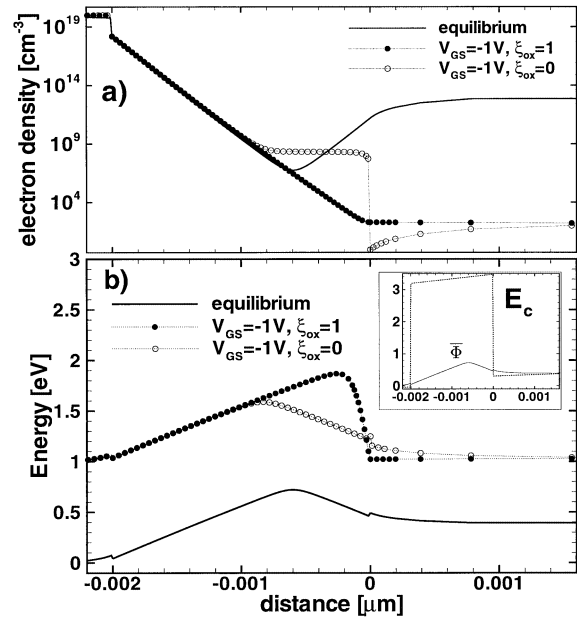 10^19
10^14
10^9
10^4
electron density [cm^-3]
a)
equilibrium
V_GS=-1V, ξ_ox=1
V_GS=-1V, ξ_ox=0
3
2.5
2
1.5
1
0.5
0
Energy [eV]
b)
equilibrium
V_GS=-1V, ξ_ox=1
V_GS=-1V, ξ_ox=0
3
2
1
0
E_c
Φ̅
-0.002 -0.001 0 0.001
-0.002 -0.001 0 0.001
distance [μm]